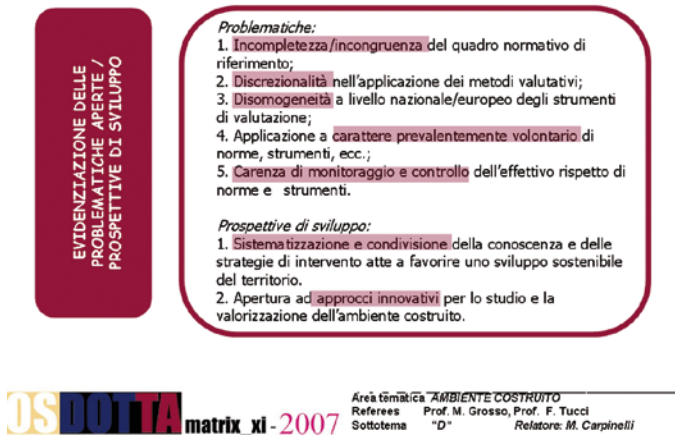 EVIDENZIAZIONE DELLE
PROBLEMATICHE APERTE /
PROSPETTIVE DI SVILUPPO
Problematiche:
1. Incompletezza/incongruenza del quadro normativo di
riferimento;
2. Discrezionalità nell'applicazione dei metodi valutativi;
3. Disomogeneità a livello nazionale/europeo degli strumenti
di valutazione;
4. Applicazione a carattere prevalentemente volontario di
norme, strumenti, ecc.;
5. Carenza di monitoraggio e controllo dell'effettivo rispetto di
norme e strumenti.
Prospettive di sviluppo:
1. Sistematizzazione e condivisione della conoscenza e delle
strategie di intervento atte a favorire uno sviluppo sostenibile
del territorio.
2. Apertura ad approcci innovativi per lo studio e la
valorizzazione dell'ambiente costruito.
OSDOTTA matrix_xi - 2007
Area tematica AMBIENTE COSTRUITO
Referees Prof. M. Grosso, Prof. F. Tucci
Sottotema "D" Relatore: M. Carpinelli